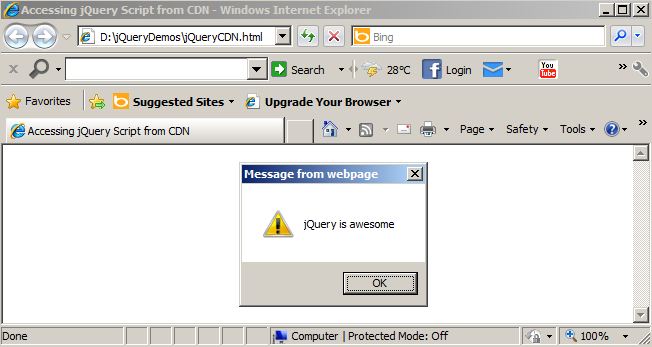 Accessing jQuery Script from CDN - Windows Internet Explorer
D:\jQueryDemos\jQueryCDN.html
Bing
x Search 28°C Login You Tube »
Favorites Suggested Sites Upgrade Your Browser
Accessing jQuery Script from CDN
Page Safety Tools »
Message from webpage
jQuery is awesome
OK
Done
Computer | Protected Mode: Off
100%